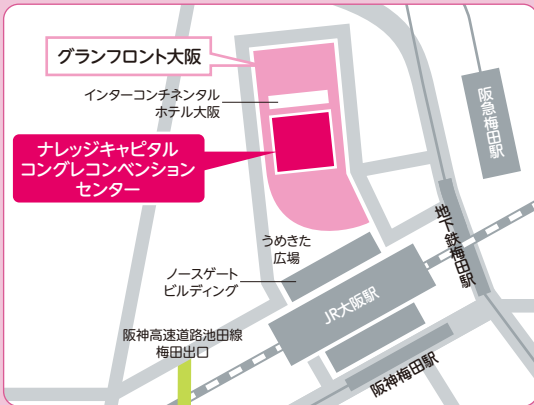 グランフロント大阪
インターコンチネンタル
ホテル大阪
ナレッジキャピタル
コングレコンベンション
センター
阪急梅田駅
地下鉄梅田駅
うめきた
広場
ノースゲート
ビルディング
JR大阪駅
阪神高速道路池田線
梅田出口
阪神梅田駅